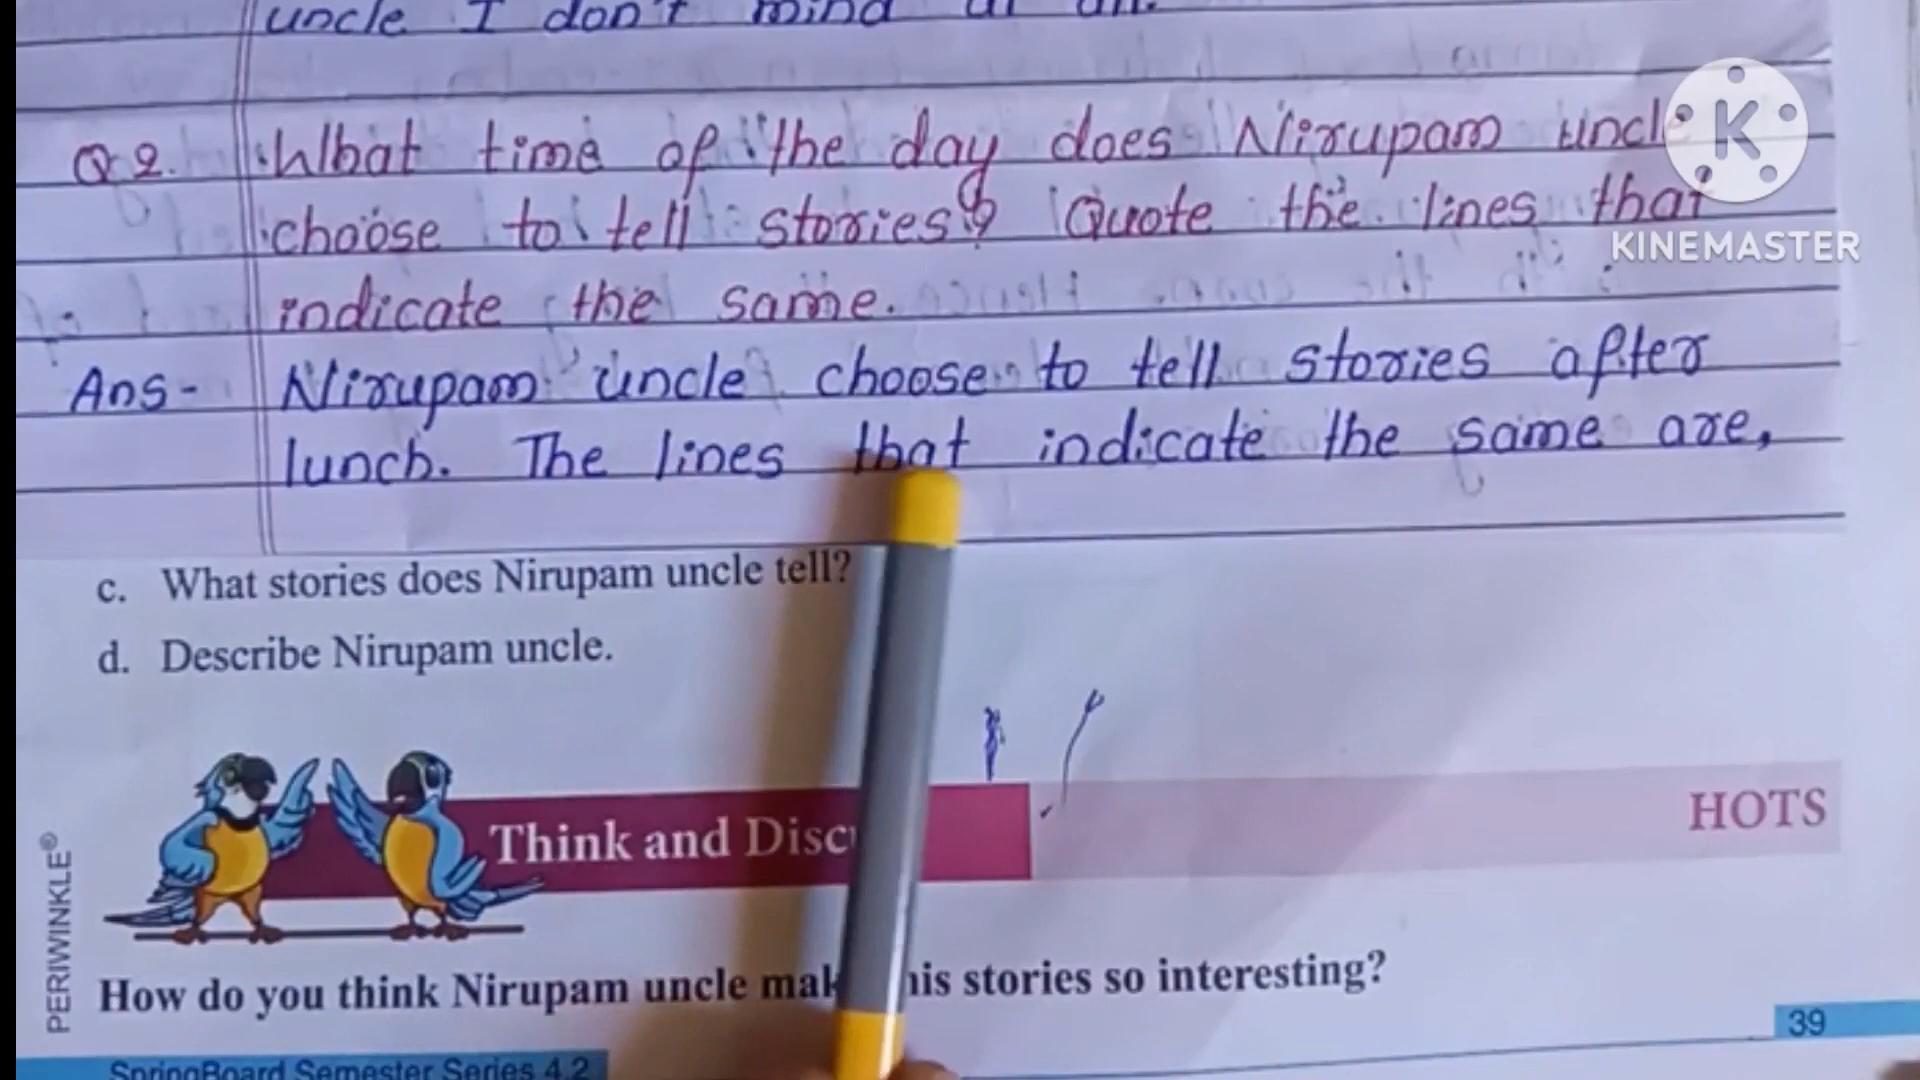 uncle I don't mind at all.
Q2. What time of the day does Nirupam uncle
choose to tell stories? Quote the lines that
indicate the same.
Ans- Nirupam uncle choose to tell stories after
lunch. The lines that indicate the same are,
c. What stories does Nirupam uncle tell?
d. Describe Nirupam uncle.
Think and
HOTS
How do you think Nirupam uncle his stories so interesting?
PERIWINKLE®
39
SpringBoard Semester Series 4.2
K
KINEMASTER